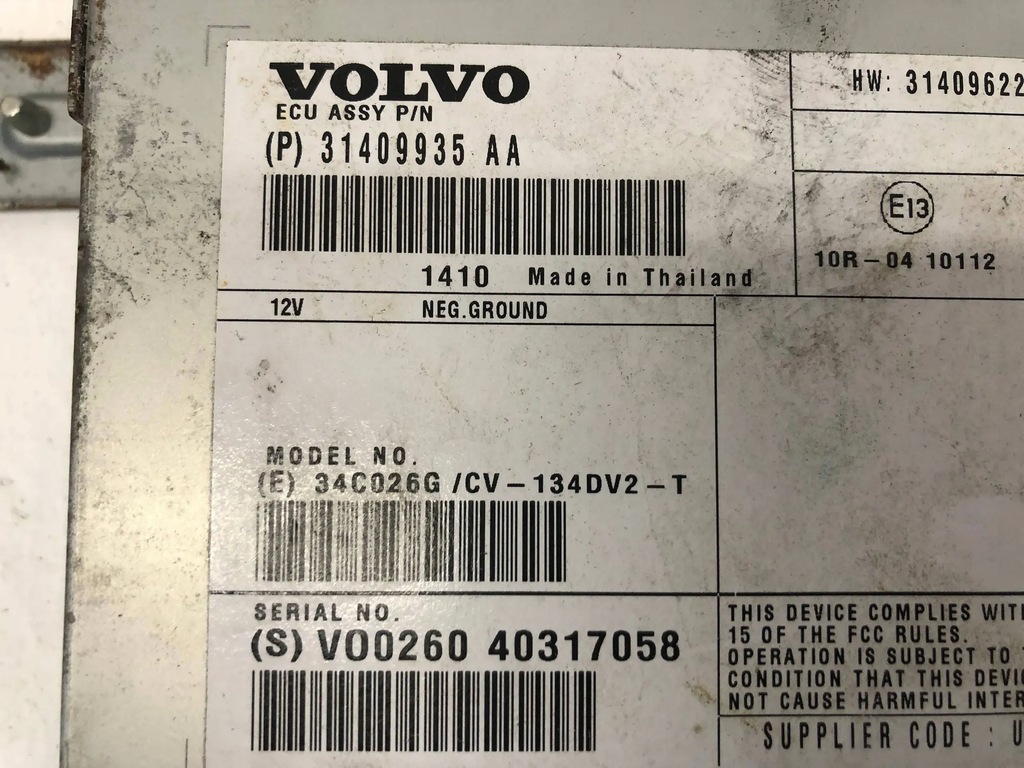 VOLVO
ECU ASSY P/N
(P) 31409935 AA
1410 Made in Thailand
HW: 31409622
E13
10R-04 10112
12V NEG.GROUND
MODEL NO.
(E) 34C026G /CV-134DV2-T
SERIAL NO.
(S) VO0260 40317058
THIS DEVICE COMPLIES WITH
15 OF THE FCC RULES.
OPERATION IS SUBJECT TO
CONDITION THAT THIS DEVIC
NOT CAUSE HARMFUL INTER
SUPPLIER CODE : U